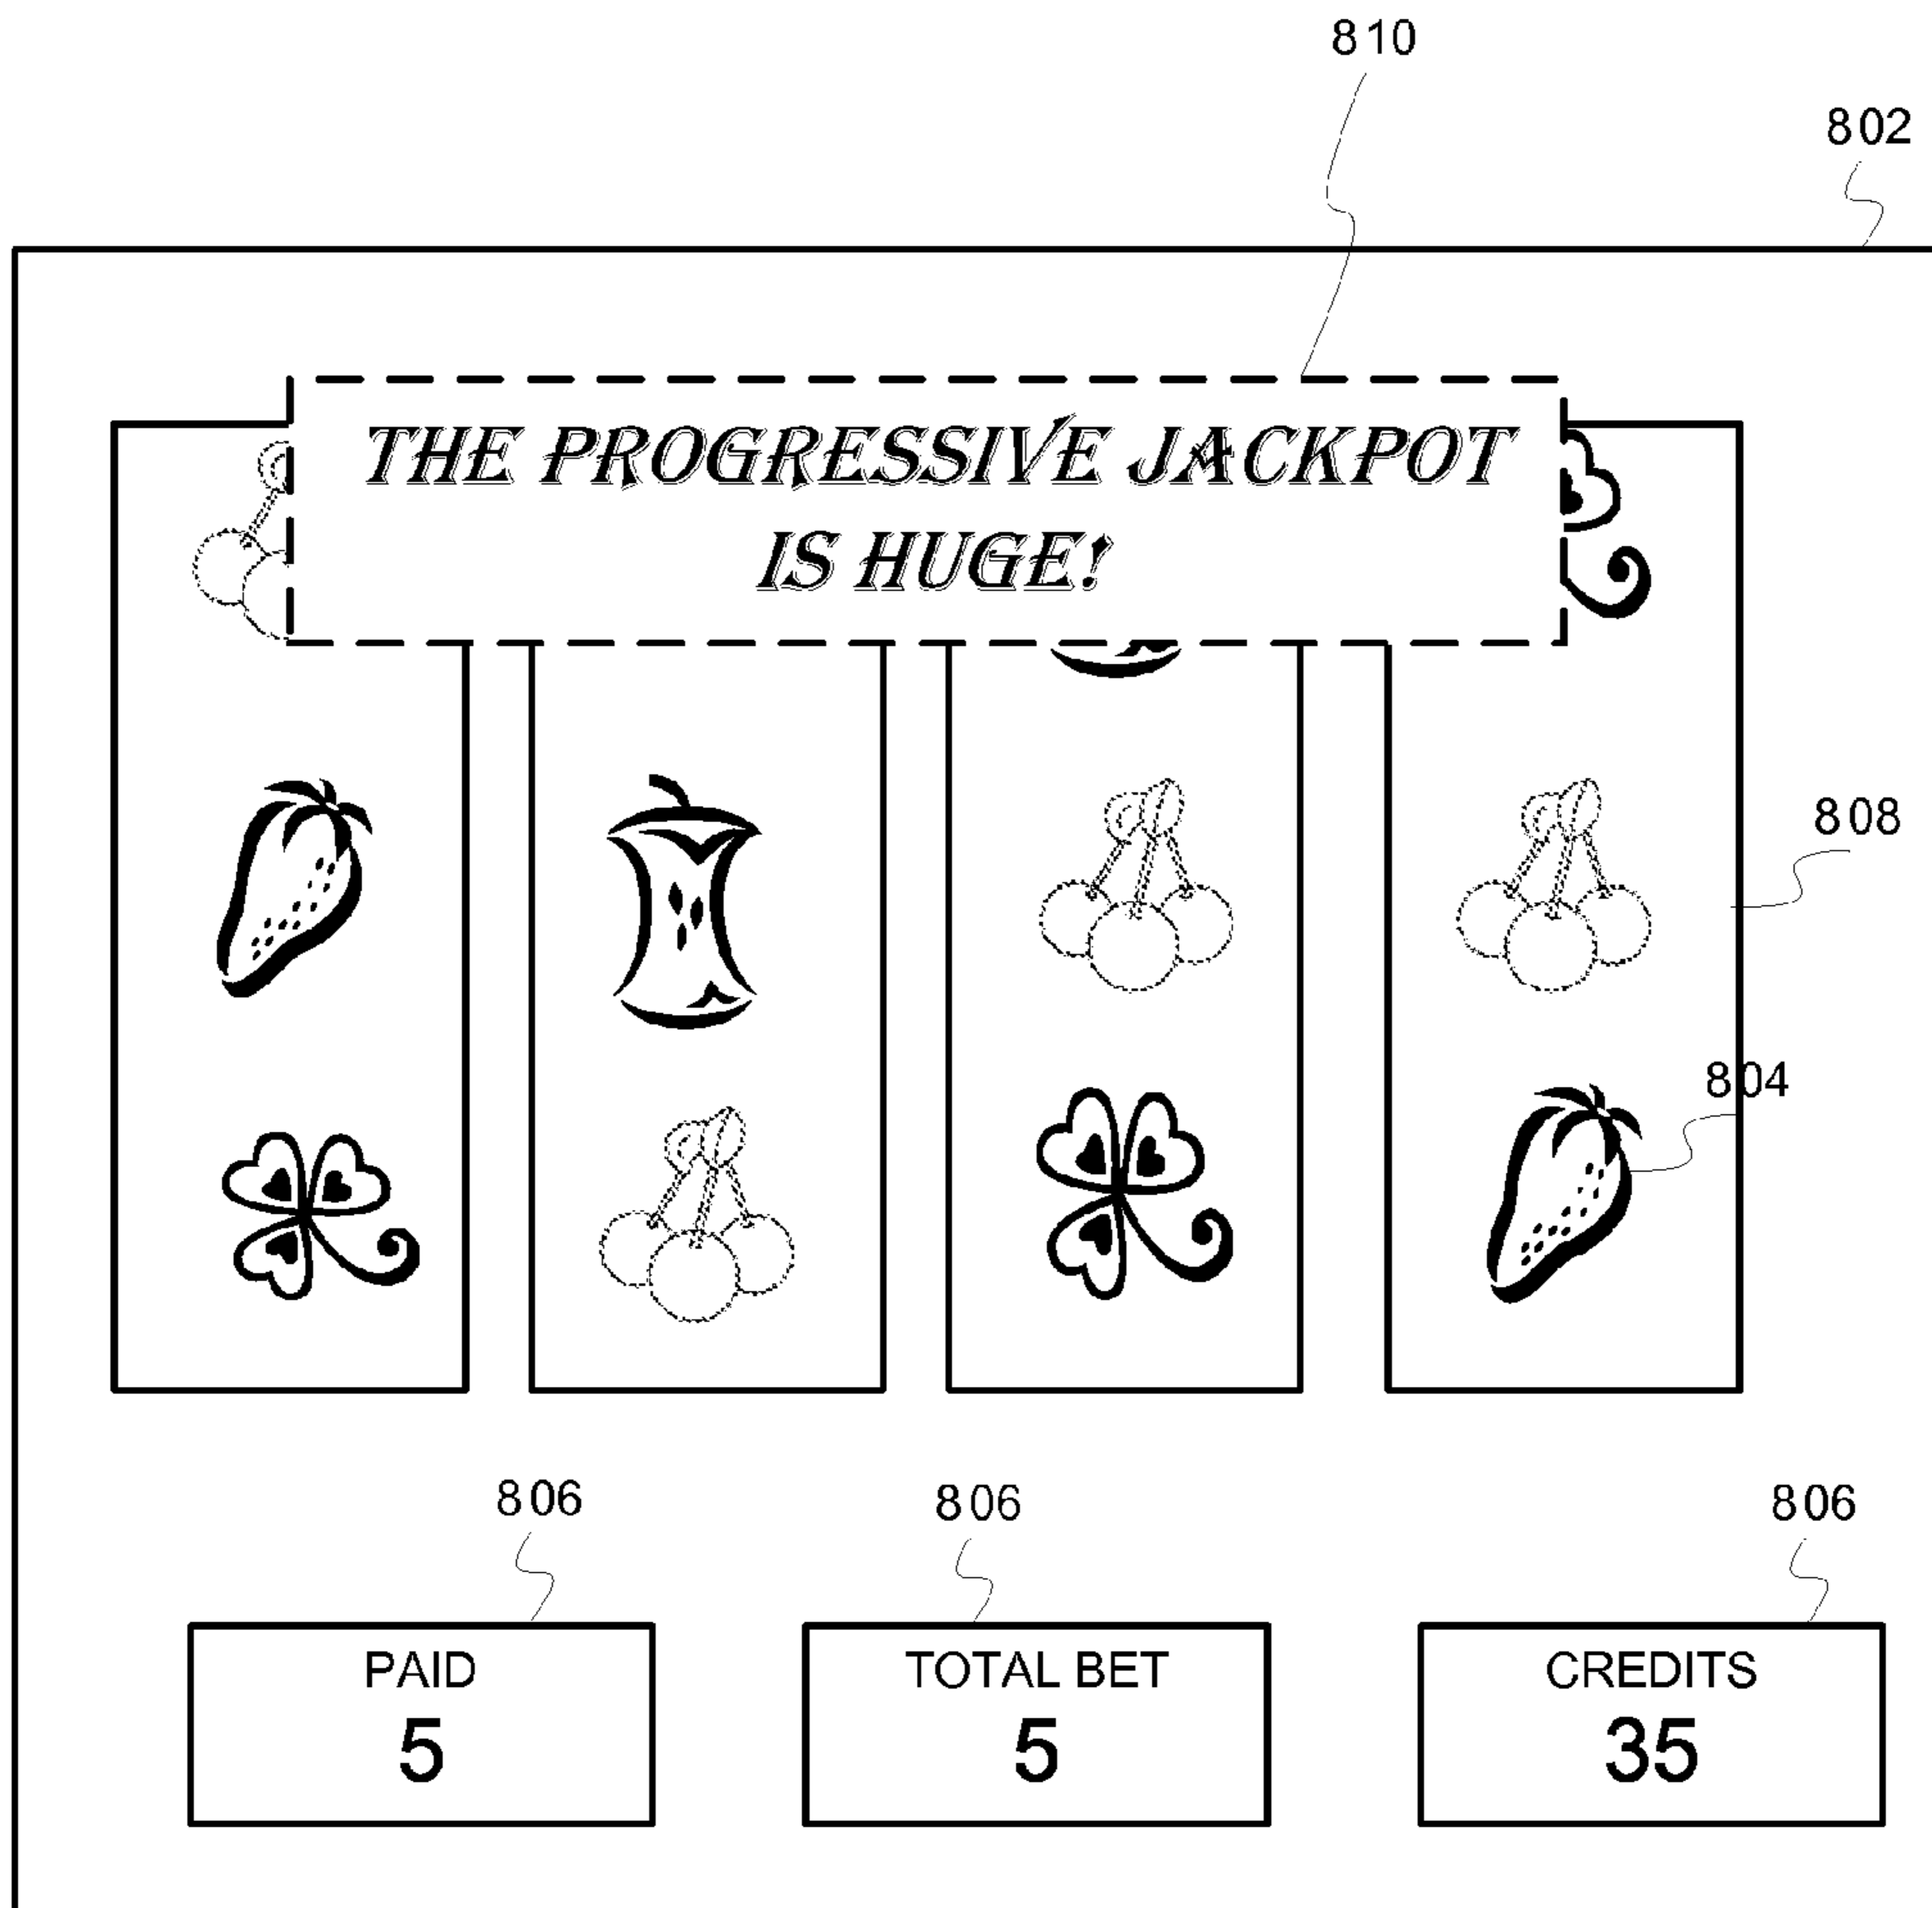 810
802
THE PROGRESSIVE JACKPOT
IS HUGE!
808
804
806
806
806
PAID
5
TOTAL BET
5
CREDITS
35